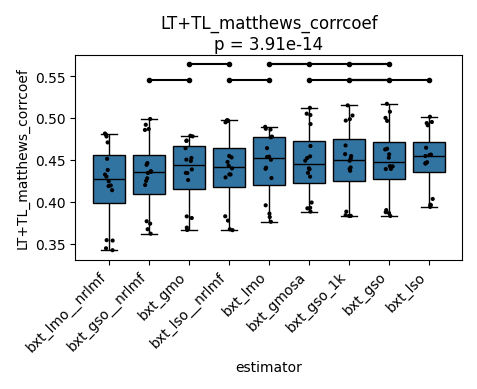 LT+TL_matthews_corrcoef
p = 3.91e-14
LT+TL_matthews_corrcoef
0.55
0.50
0.45
0.40
0.35
bxt_lmo__nrlmf
bxt_gso__nrlmf
bxt_gmo
bxt_lso__nrlmf
bxt_lmo
bxt_gmosa
bxt_gso_1k
bxt_gso
bxt_lso
estimator